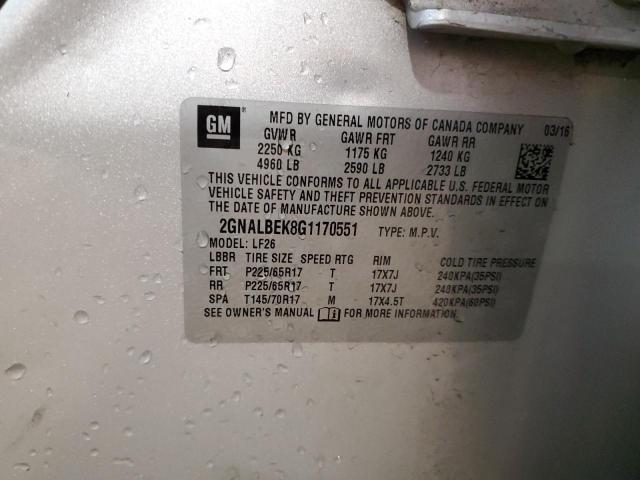 GM ® MFD BY GENERAL MOTORS OF CANADA COMPANY 03/16
GVWR GAWR FRT GAWR RR
2250 KG 1175 KG 1240 KG
4960 LB 2590 LB 2733 LB
THIS VEHICLE CONFORMS TO ALL APPLICABLE U.S. FEDERAL MOTOR
VEHICLE SAFETY AND THEFT PREVENTION STANDARDS IN EFFECT ON
THE DATE OF MANUFACTURE SHOWN ABOVE.
2GNALBEK8G1170551 TYPE: M.P.V.
MODEL: LF26
LBBR TIRE SIZE SPEED RTG RIM COLD TIRE PRESSURE
FRT P225/65R17 T 17X7J 240KPA(35PSI)
RR P225/65R17 T 17X7J 240KPA(35PSI)
SPA T145/70R17 M 17X4.5T 420KPA(60PSI)
SEE OWNER'S MANUAL FOR MORE INFORMATION.